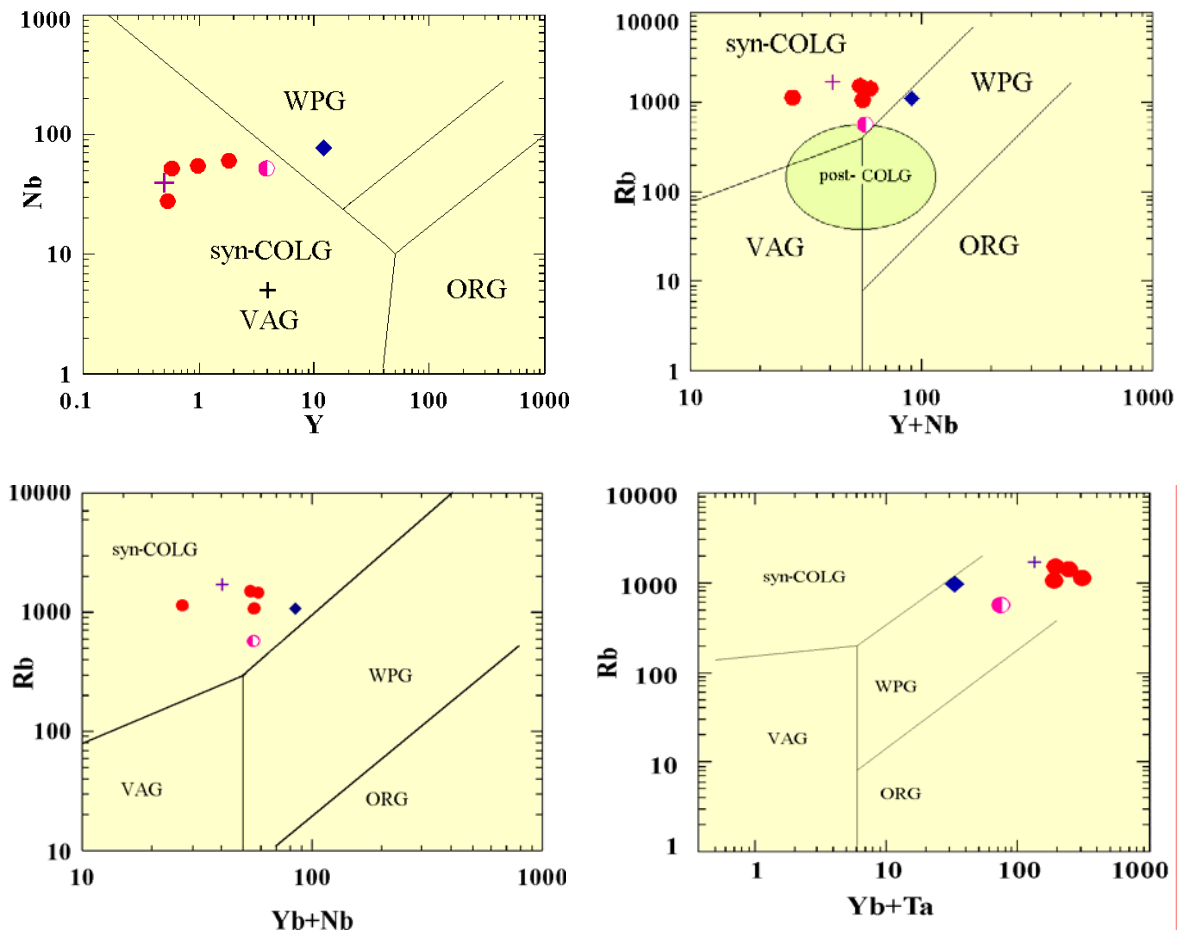 1000
100
10
1
Nb
WPG
syn-COLG
VAG
ORG
0.1 1 10 100 1000
Y
10000
1000
100
10
1
Rb
syn-COLG
WPG
post- COLG
VAG
ORG
10 100 1000
Y+Nb
10000
1000
100
10
Rb
syn-COLG
WPG
VAG
ORG
10 100 1000
Yb+Nb
10000
1000
100
10
1
Rb
syn-COLG
WPG
VAG
ORG
1 10 100 1000
Yb+Ta